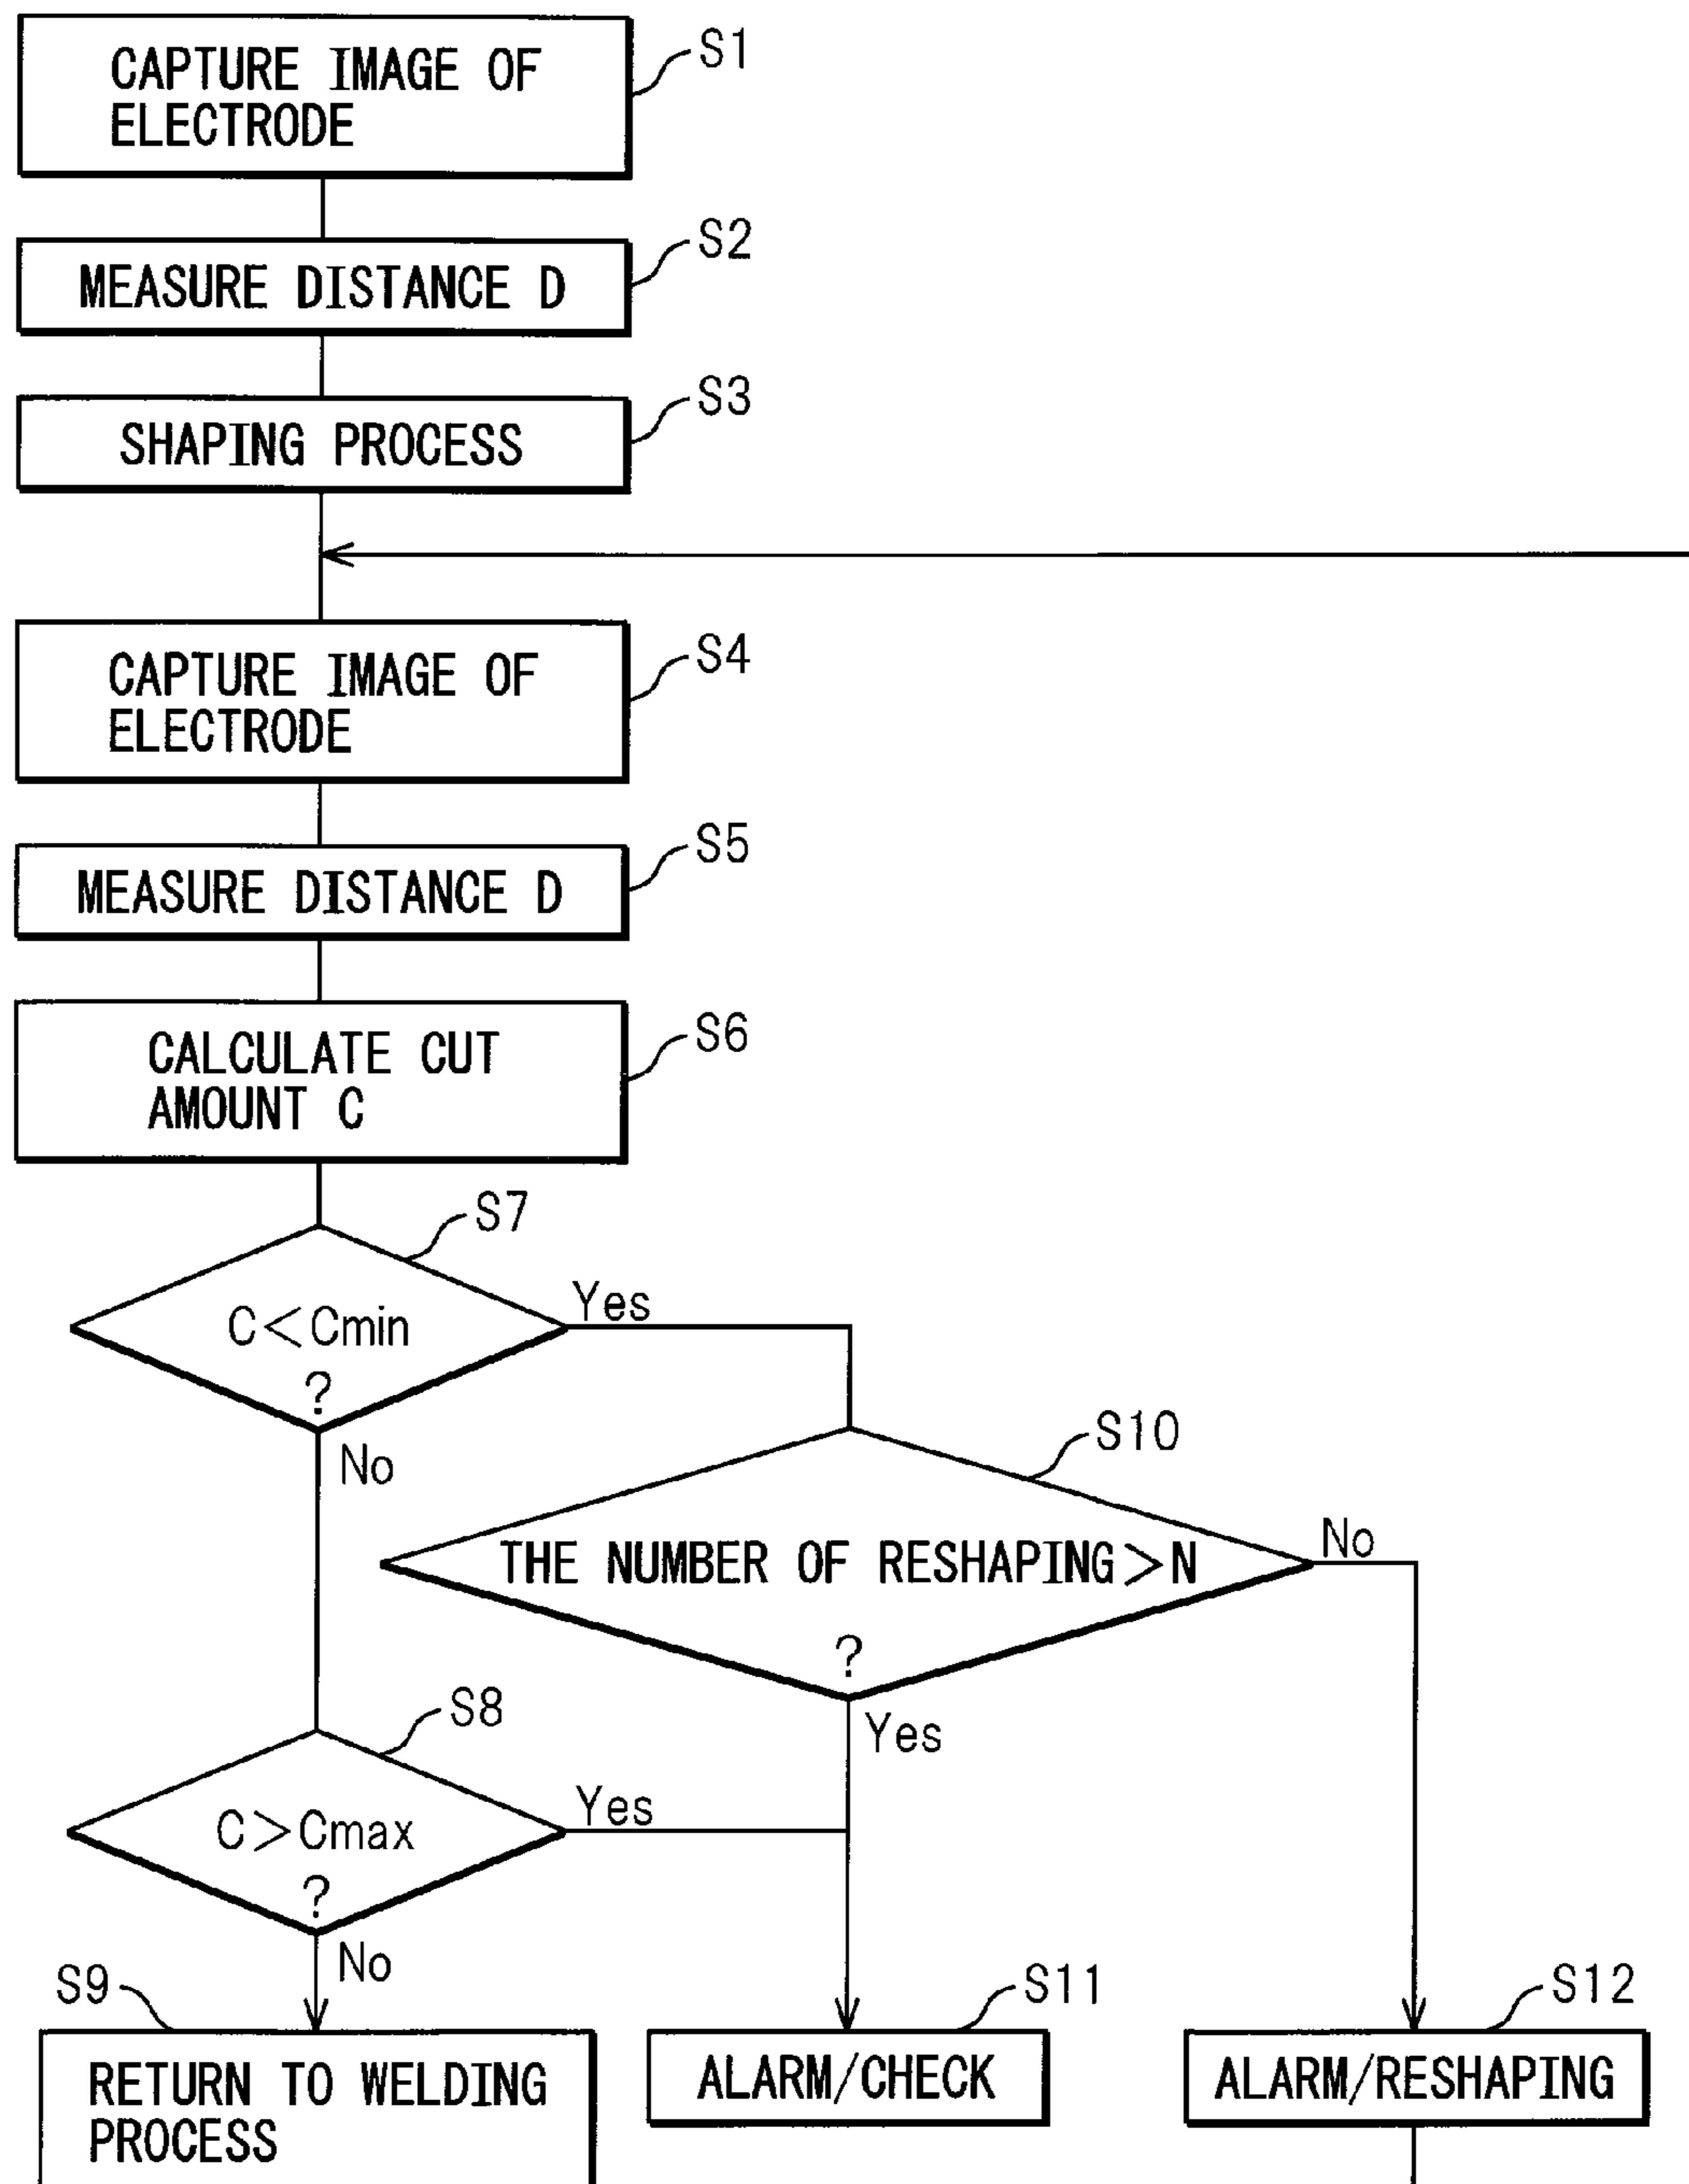 CAPTURE IMAGE OF
ELECTRODE
S1
MEASURE DISTANCE D
S2
SHAPING PROCESS
S3
CAPTURE IMAGE OF
ELECTRODE
S4
MEASURE DISTANCE D
S5
CALCULATE CUT
AMOUNT C
S6
S7
C<Cmin
?
Yes
No
S10
THE NUMBER OF RESHAPING>N
?
No
Yes
S8
C>Cmax
?
Yes
No
S9
RETURN TO WELDING
PROCESS
S11
ALARM/CHECK
S12
ALARM/RESHAPING